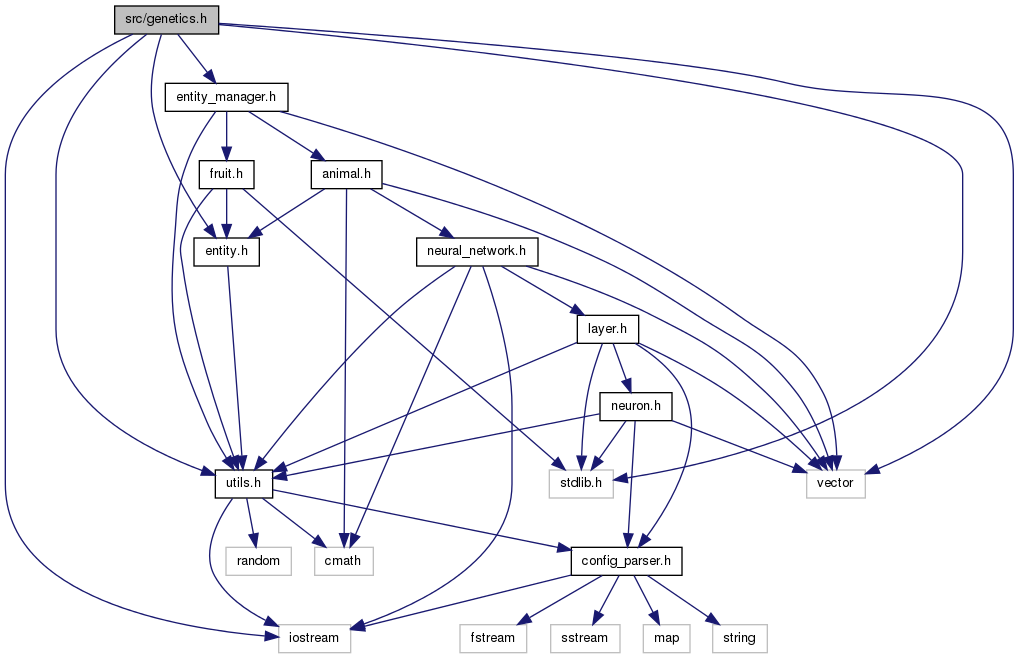 src/genetics.h
entity_manager.h
fruit.h
animal.h
entity.h
neural_network.h
layer.h
neuron.h
utils.h
stdlib.h
vector
random
cmath
config_parser.h
iostream
fstream
sstream
map
string